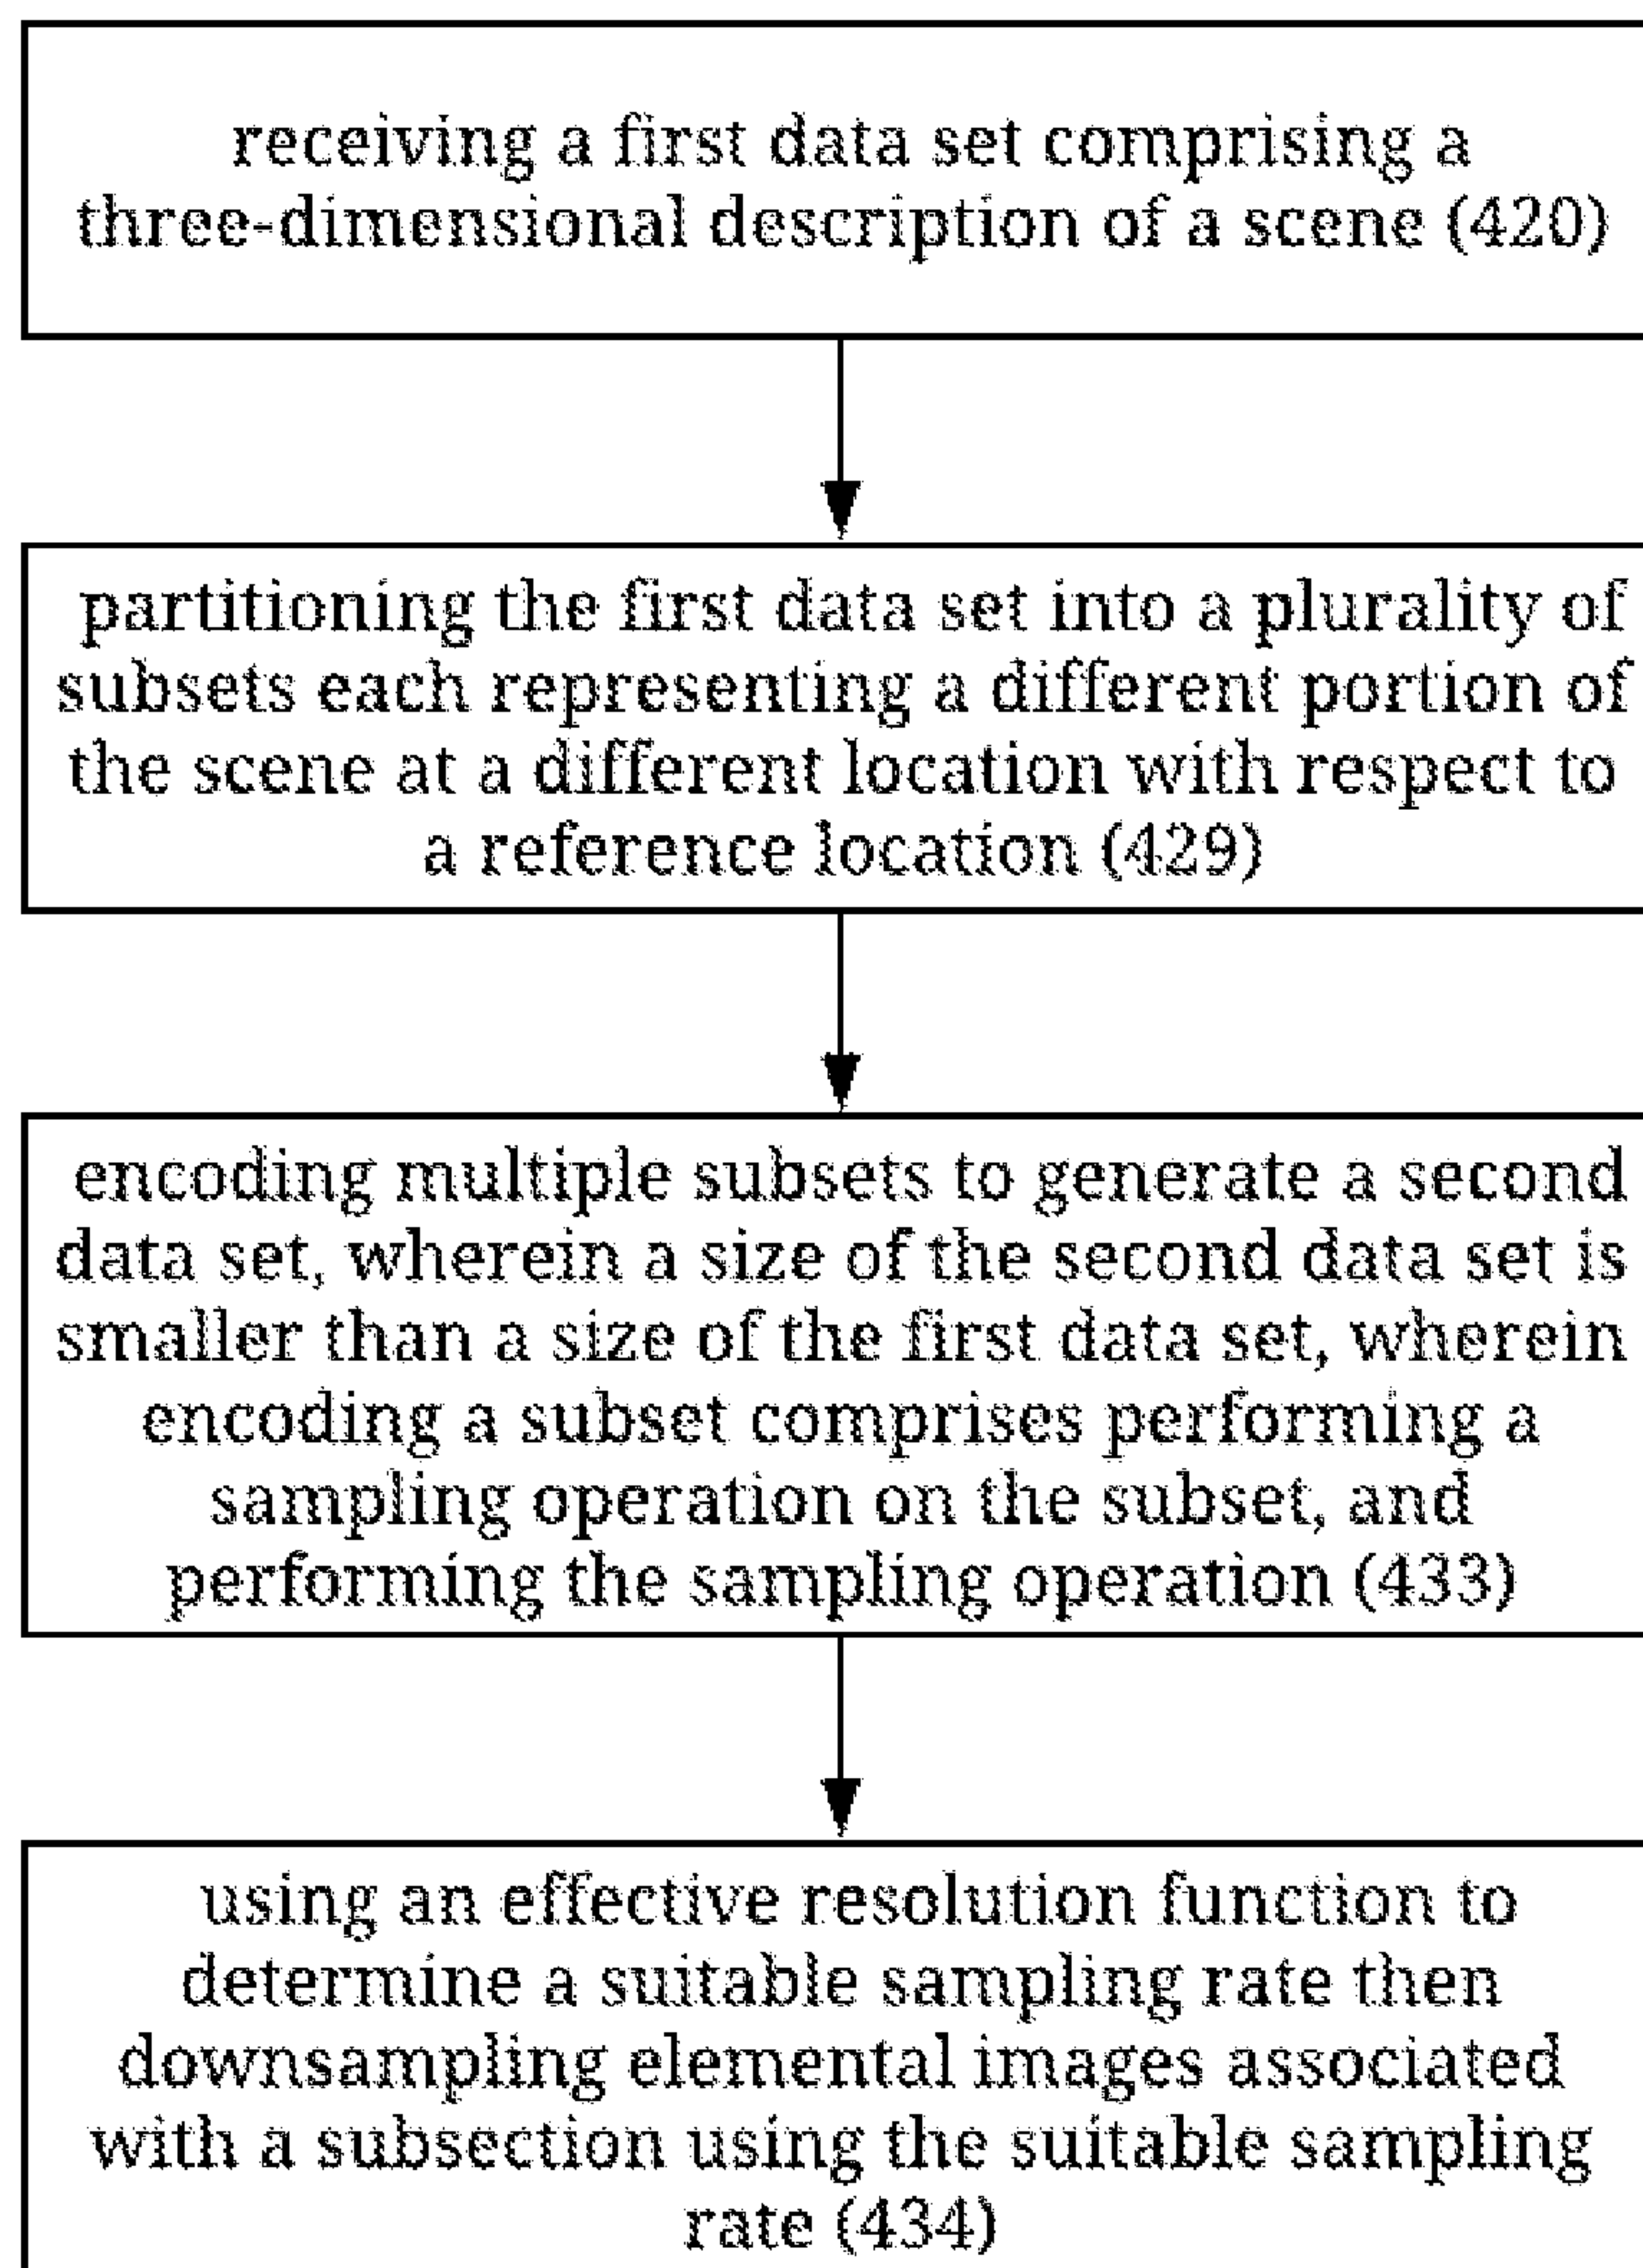 receiving a first data set comprising a
three-dimensional description of a scene (420)
partitioning the first data set into a plurality of
subsets each representing a different portion of
the scene at a different location with respect to
a reference location (429)
encoding multiple subsets to generate a second
data set, wherein a size of the second data set is
smaller than a size of the first data set, wherein
encoding a subset comprises performing a
sampling operation on the subset, and
performing the sampling operation (433)
using an effective resolution function to
determine a suitable sampling rate then
downsampling elemental images associated
with a subsection using the suitable sampling
rate (434)